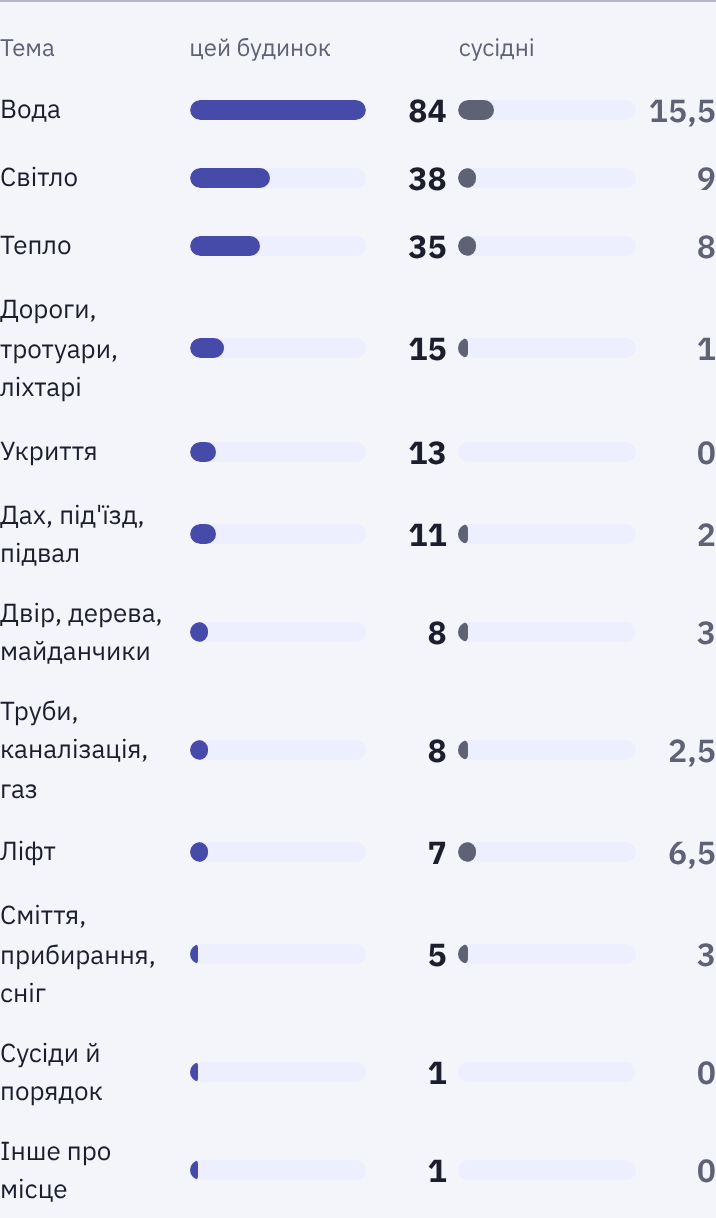 Тема цей будинок сусідні
Вода 84 15,5
Світло 38 9
Тепло 35 8
Дороги,
тротуари, 15 1
ліхтарі
Укриття 13 0
Дах, під'їзд,
підвал 11 2
Двір, дерева,
майданчики 8 3
Труби,
каналізація, 8 2,5
газ
Ліфт 7 6,5
Сміття,
прибирання, 5 3
сніг
Сусіди й
порядок 1 0
Інше про
місце 1 0